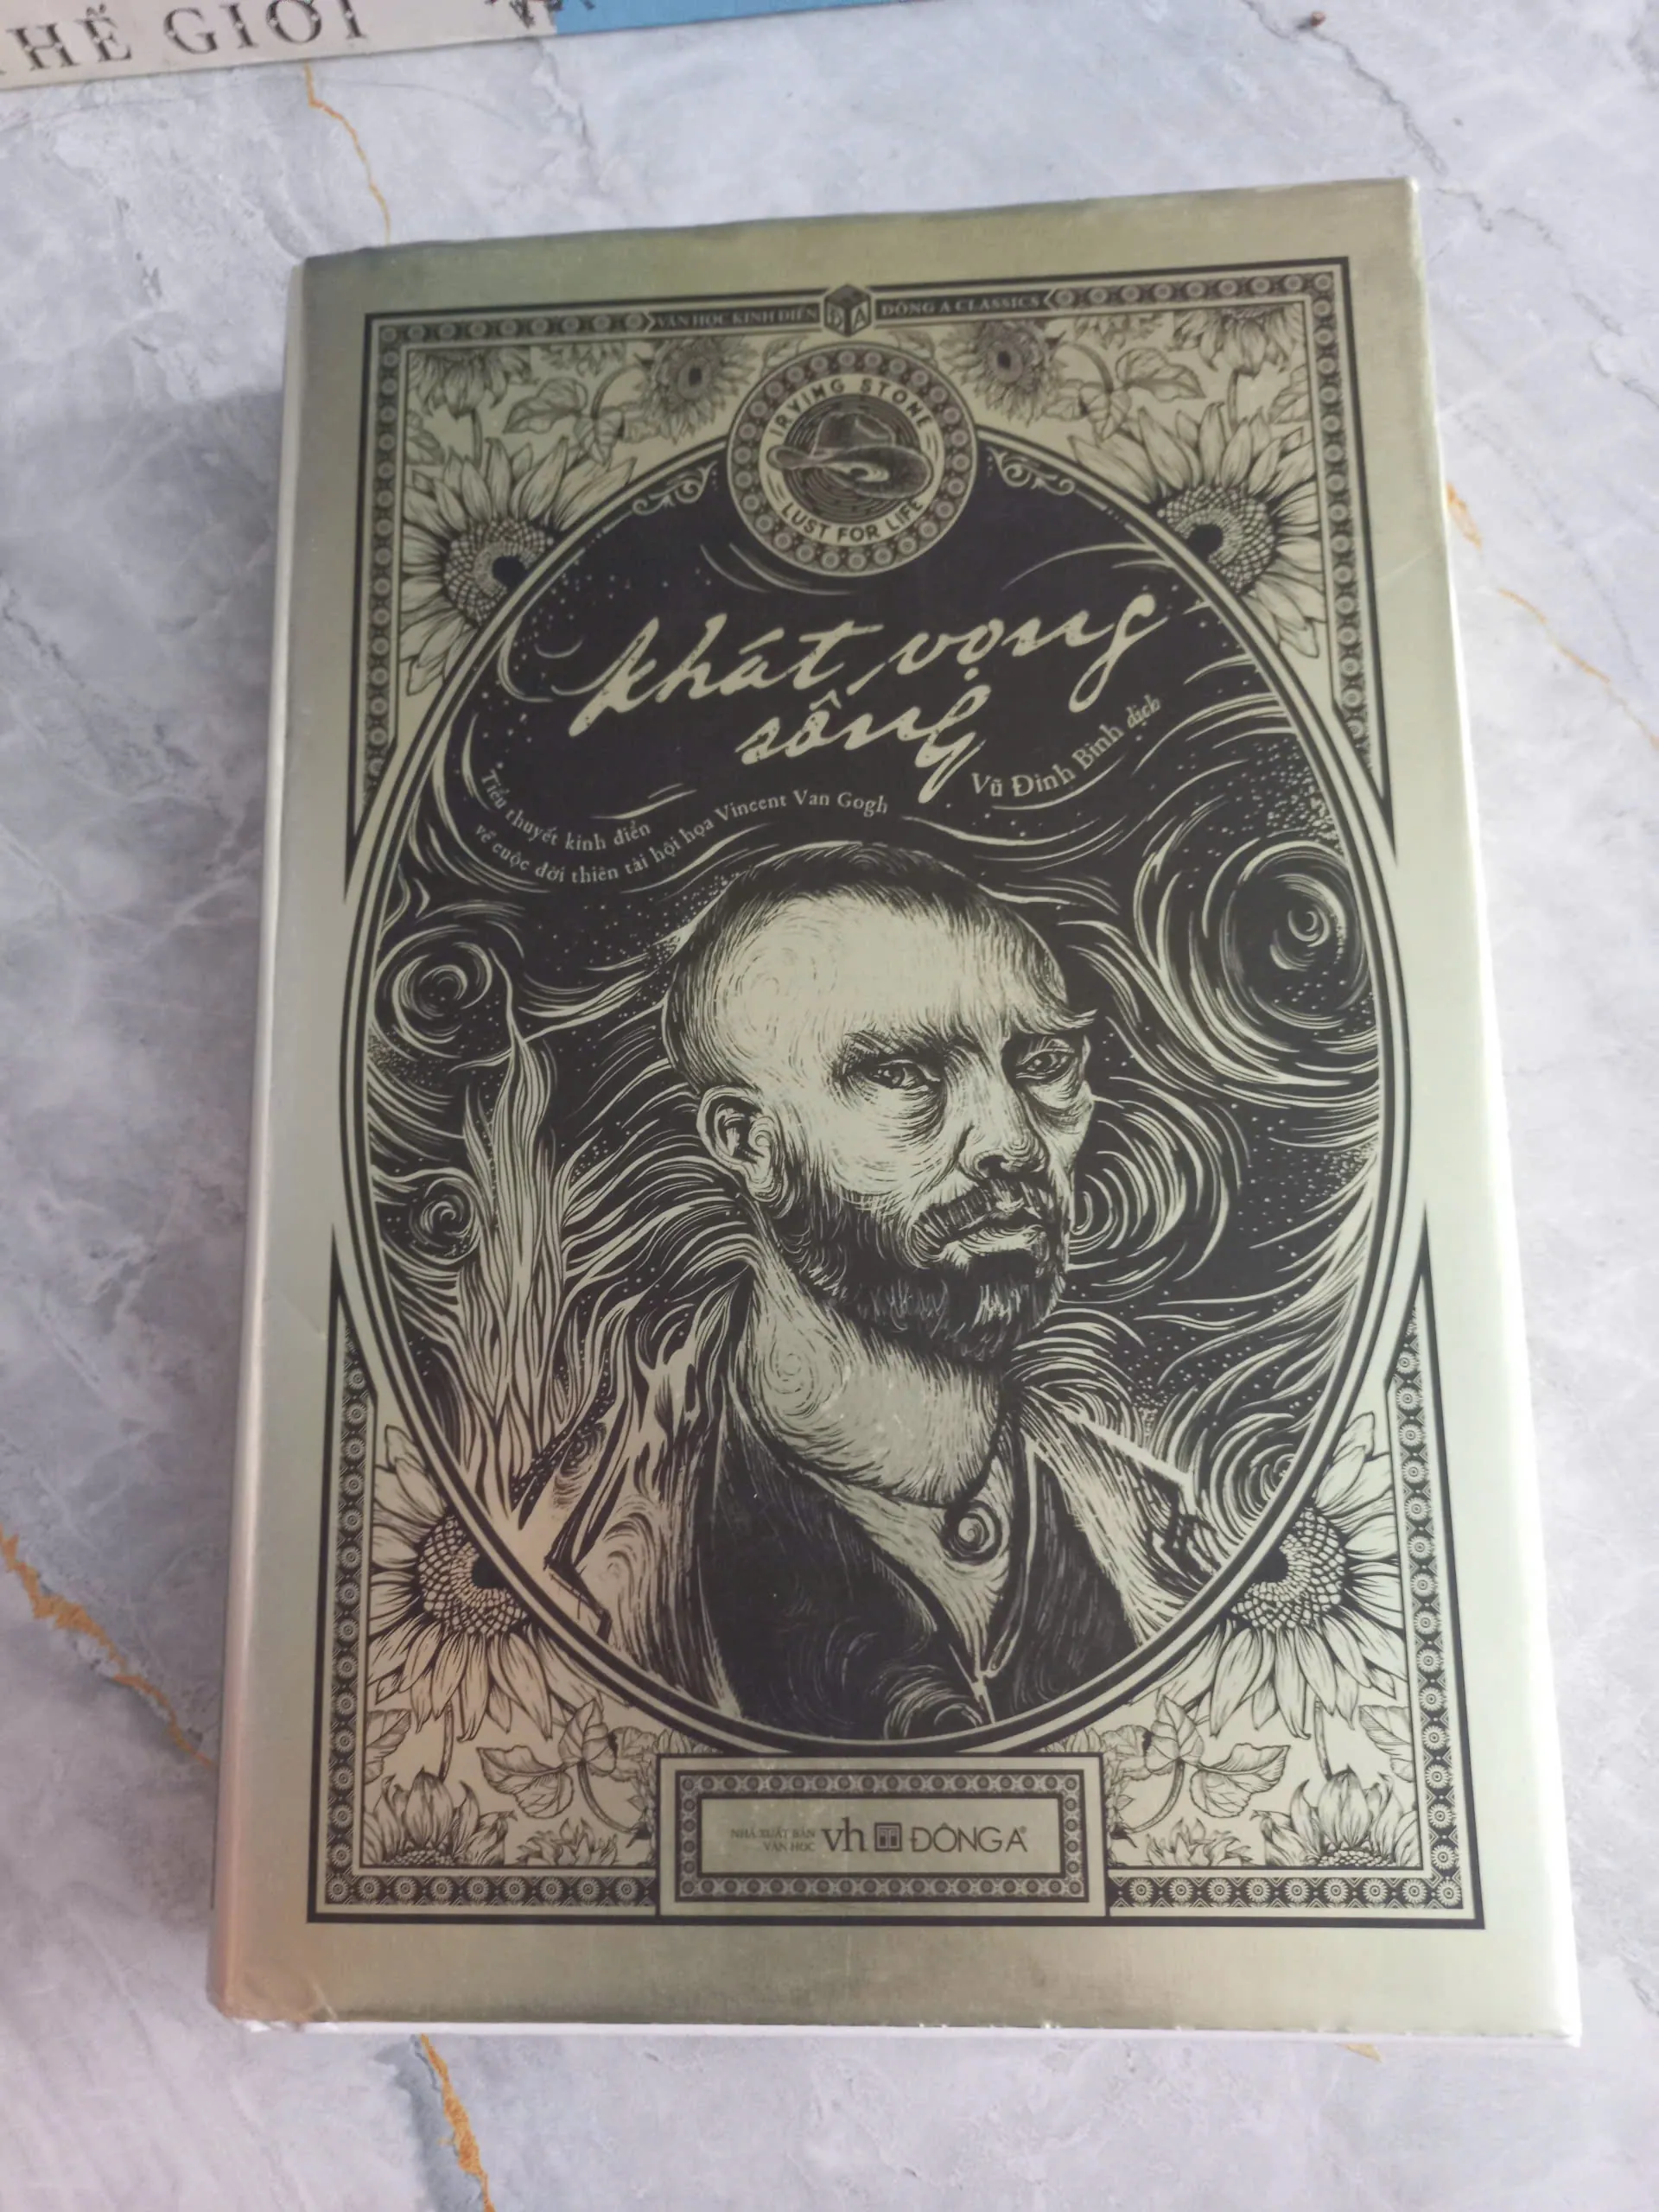 THẾ GIỚI
VĂN HỌC KINH ĐIỂN ĐA ĐÔNG A CLASSICS
IRVING STONE
LUST FOR LIFE
khát vọng
sống
Vũ Đình Bình dịch
Tiểu thuyết kinh điển
về cuộc đời thiên tài hội họa Vincent Van Gogh
NHÀ XUẤT BẢN
VĂN HỌC
vh ĐÔNG A